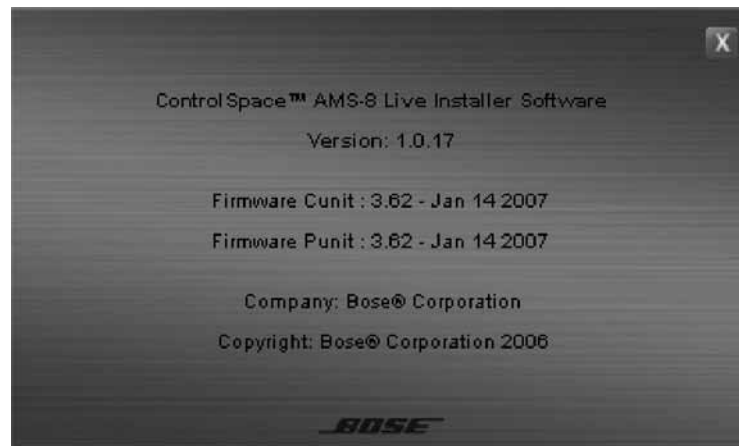 X
ControlSpace™ AMS-8 Live Installer Software
Version: 1.0.17
Firmware Cunit : 3.62 - Jan 14 2007
Firmware Punit : 3.62 - Jan 14 2007
Company: Bose® Corporation
Copyright: Bose® Corporation 2006
BOSE